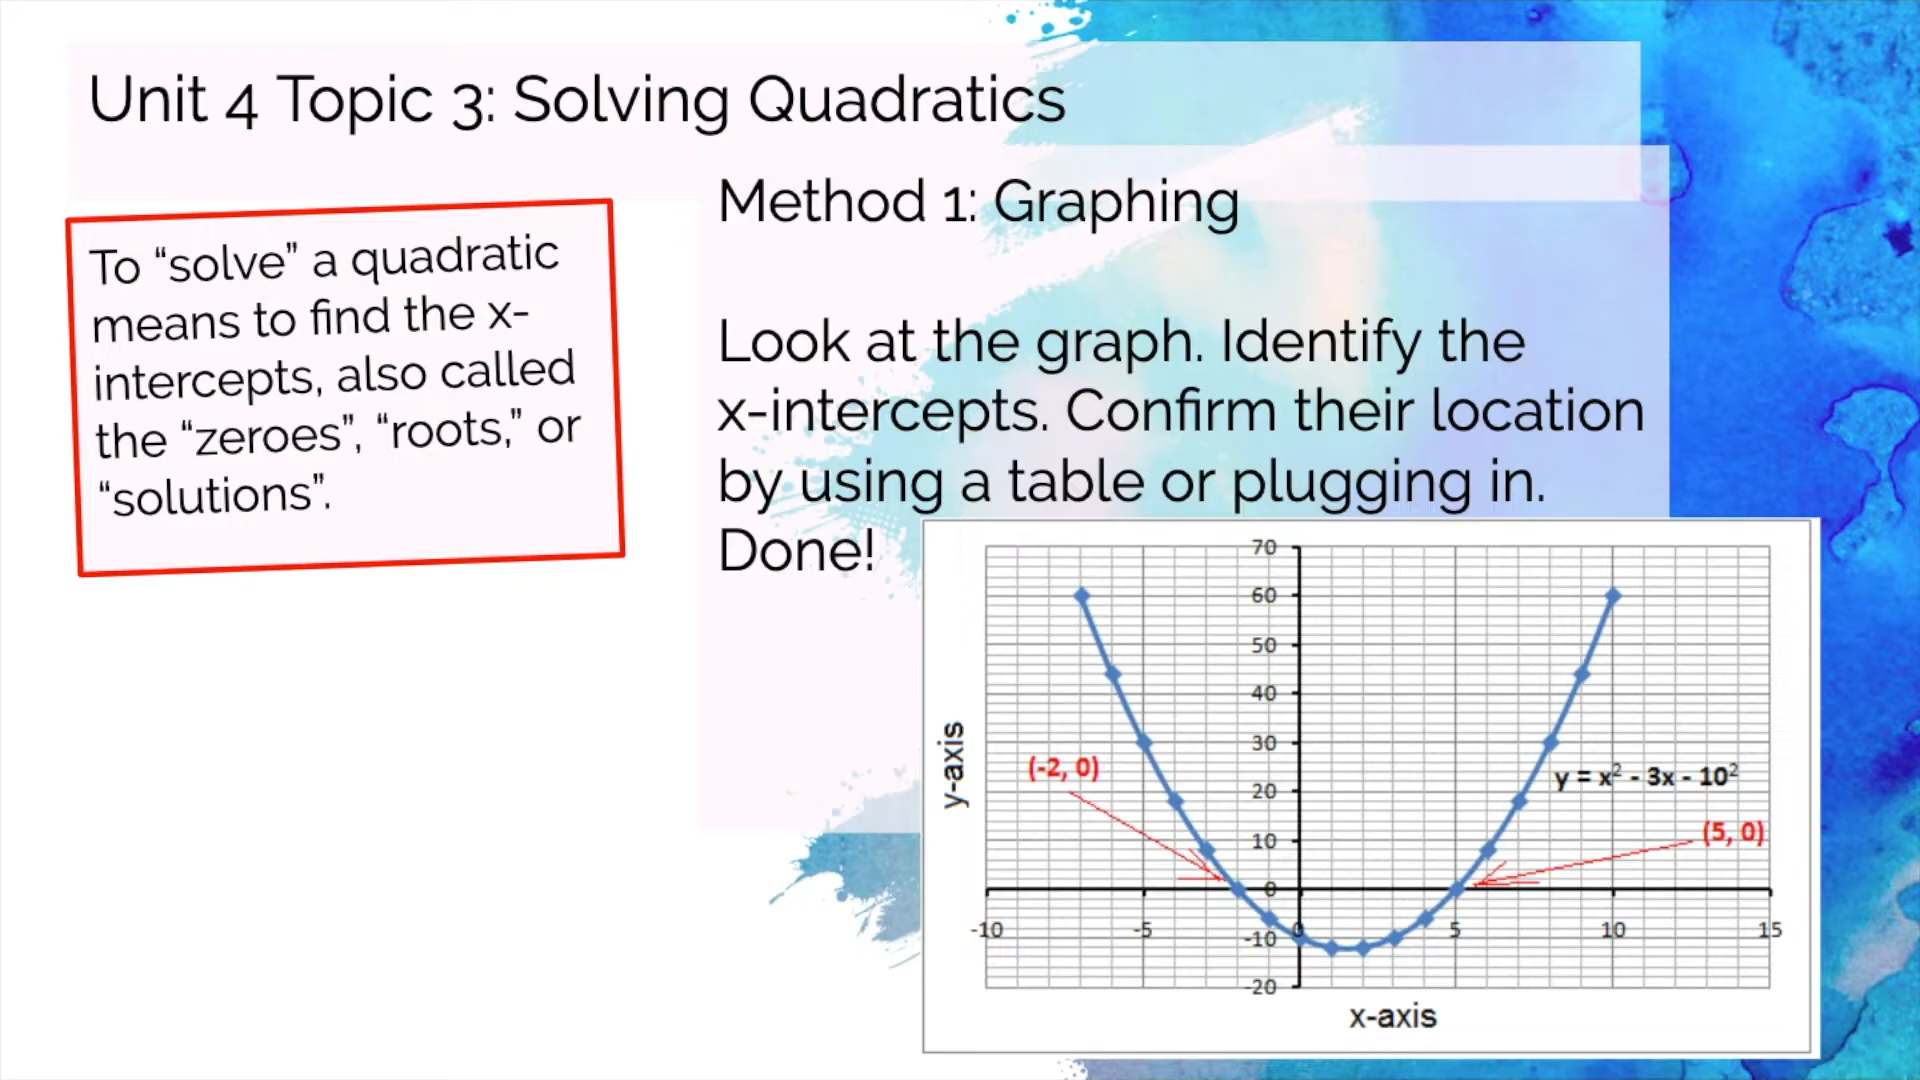 Unit 4 Topic 3: Solving Quadratics
To “solve” a quadratic
means to find the x-
intercepts, also called
the “zeroes”, “roots,” or
“solutions”.
Method 1: Graphing
Look at the graph. Identify the
x-intercepts. Confirm their location
by using a table or plugging in.
Done!
70
60
50
40
30
20
10
0
-10
-20
y-axis
(-2, 0)
y = x² - 3x - 10²
(5, 0)
-10
-5
0
5
10
15
x-axis